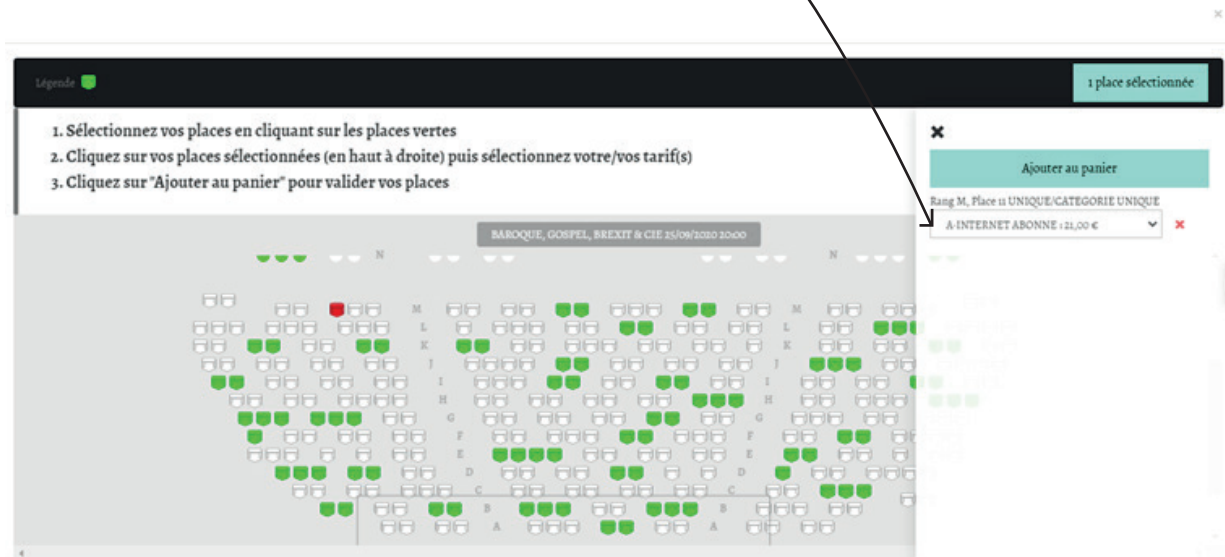 ×
Légende
1 place sélectionnée
1. Sélectionnez vos places en cliquant sur les places vertes
2. Cliquez sur vos places sélectionnées (en haut à droite) puis sélectionnez votre/vos tarif(s)
3. Cliquez sur "Ajouter au panier" pour valider vos places
Ajouter au panier
Rang M, Place 11 UNIQUE/CATEGORIE UNIQUE
A-INTERNET ABONNE : 21,00 €
BAROQUE, GOSPEL, BREXIT & CIE 25/09/2020 20:00
N N
M M
L L
K K
J J
I I
H H
G G
F F
E E
D D
C C
B B
A A